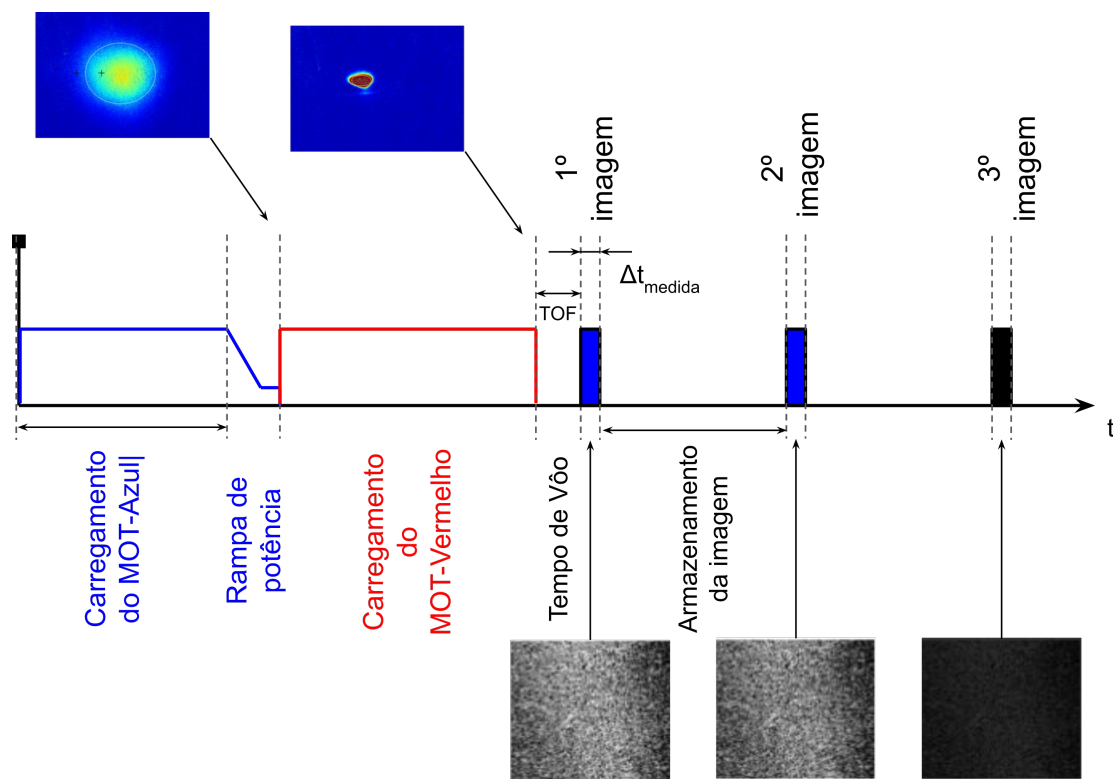 1º
imagem
2º
imagem
3º
imagem
Δt medida
TOF
t
Carregamento
do MOT-Azul|
Rampa de
potência
Carregamento
do
MOT-Vermelho
Tempo de Vôo
Armazenamento
da imagem